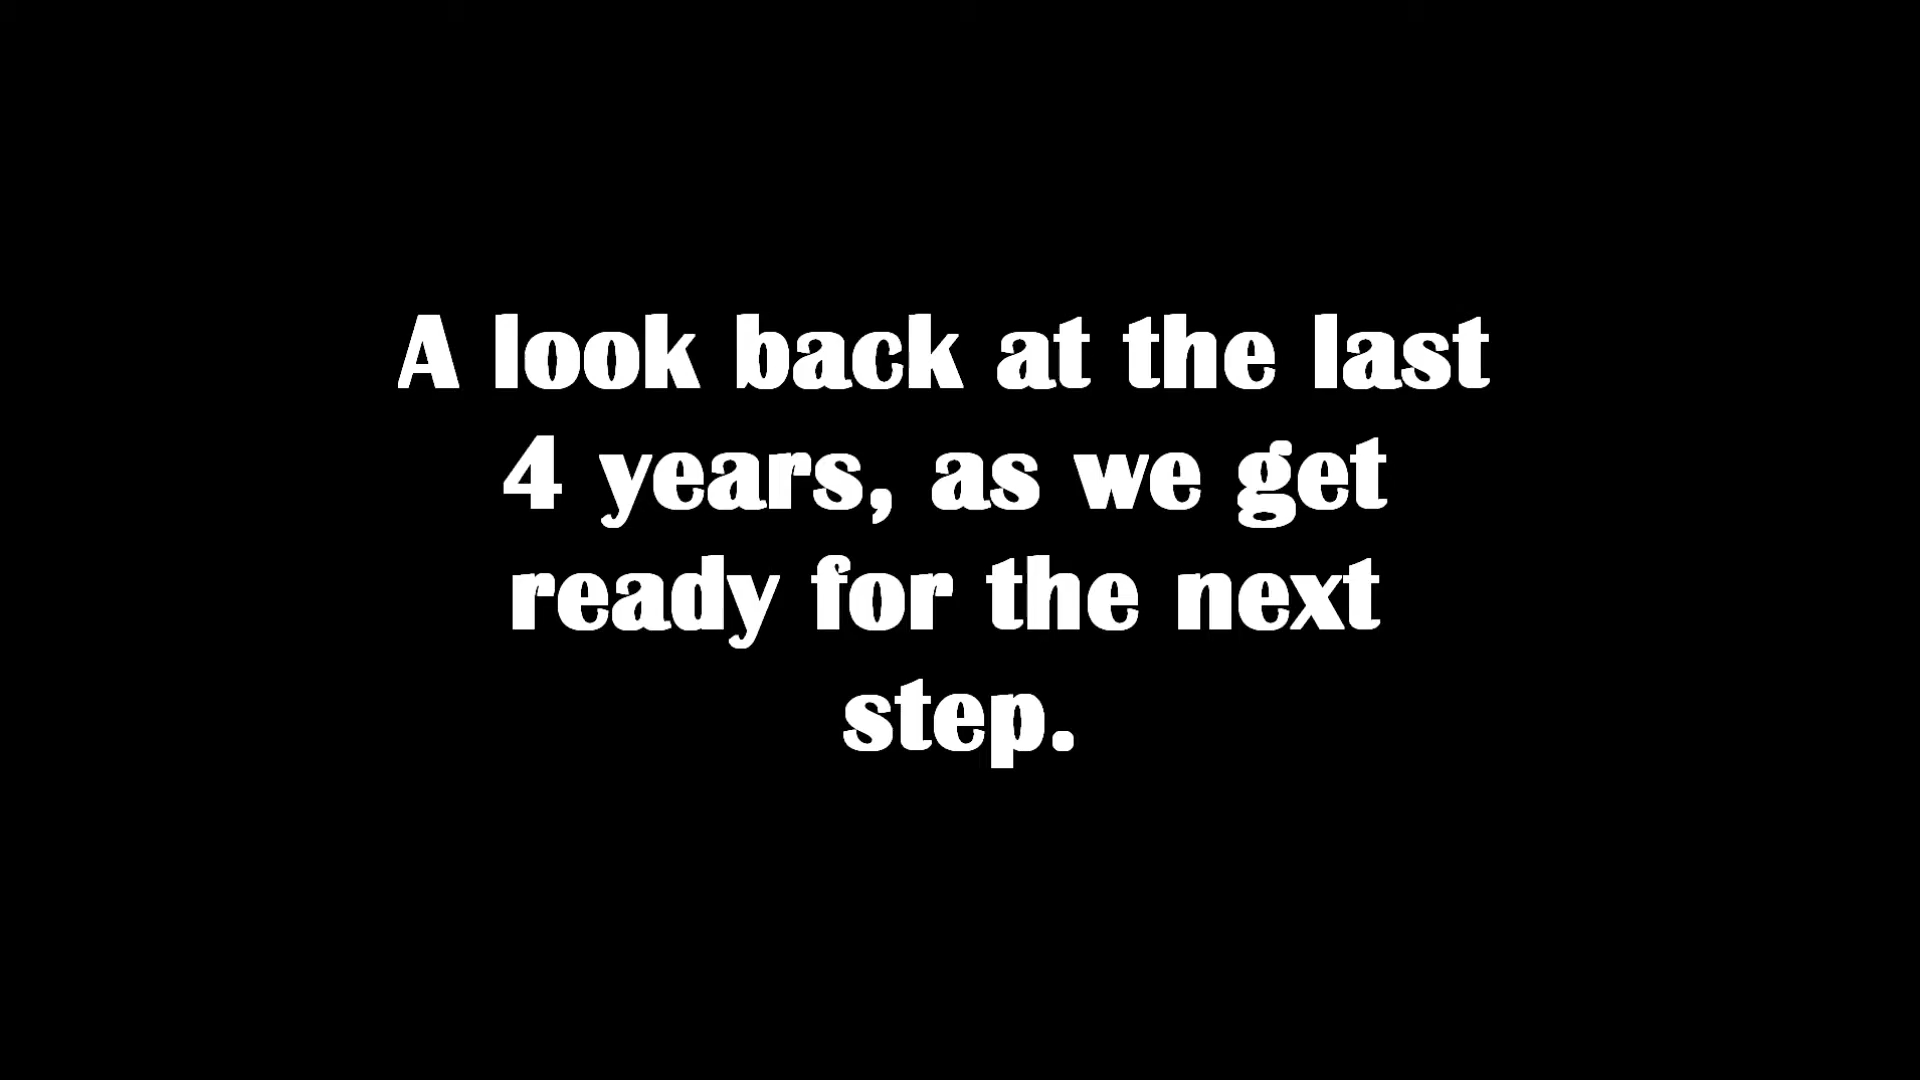 A look back at the last
4 years, as we get
ready for the next
step.